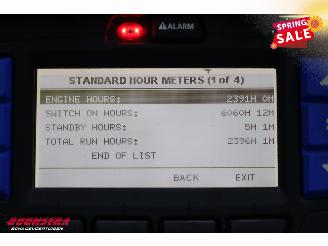 SPRING
SALE
ALARM
STANDARD HOUR METERS (1 of 4)
ENGINE HOURS: 2391H 0M
SWITCH ON HOURS: 6060H 12M
STANDBY HOURS: 5H 1M
TOTAL RUN HOURS: 2396H 1M
END OF LIST
BACK EXIT
BOOMSTRA